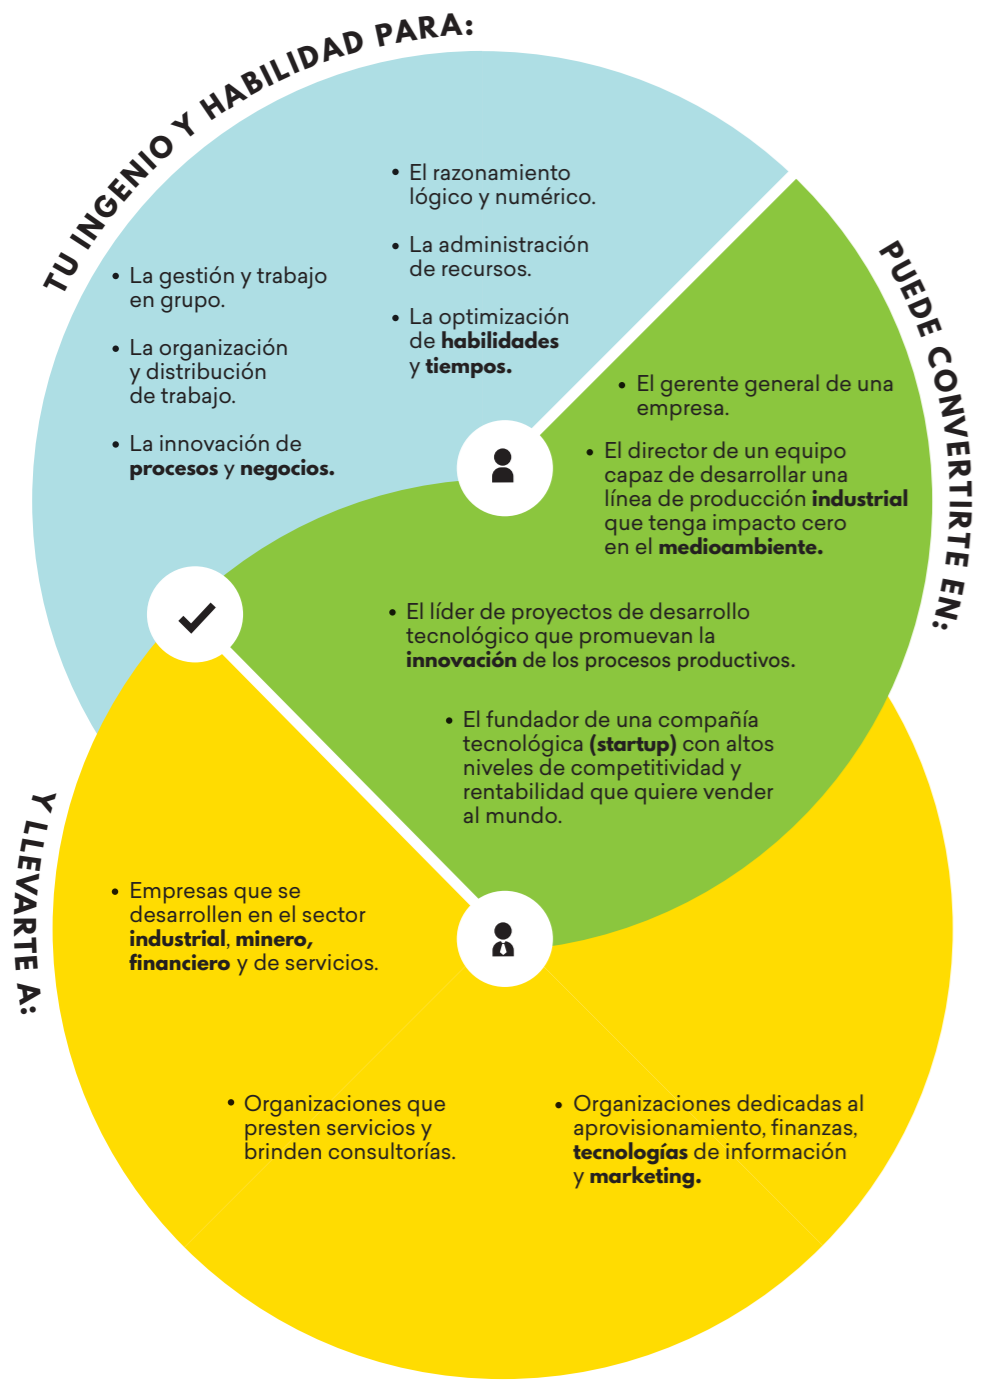 TU INGENIO Y HABILIDAD PARA:
• La gestión y trabajo
en grupo.
• La organización
y distribución
de trabajo.
• La innovación de
procesos y negocios.
• El razonamiento
lógico y numérico.
• La administración
de recursos.
• La optimización
de habilidades
y tiempos.
PUEDE CONVERTIRTE EN:
• El gerente general de una
empresa.
• El director de un equipo
capaz de desarrollar una
línea de producción industrial
que tenga impacto cero
en el medioambiente.
• El líder de proyectos de desarrollo
tecnológico que promuevan la
innovación de los procesos productivos.
• El fundador de una compañía
tecnológica (startup) con altos
niveles de competitividad y
rentabilidad que quiere vender
al mundo.
Y LLEVARTE A:
• Empresas que se
desarrollen en el sector
industrial, minero,
financiero y de servicios.
• Organizaciones que
presten servicios y
brinden consultorías.
• Organizaciones dedicadas al
aprovisionamiento, finanzas,
tecnologías de información
y marketing.